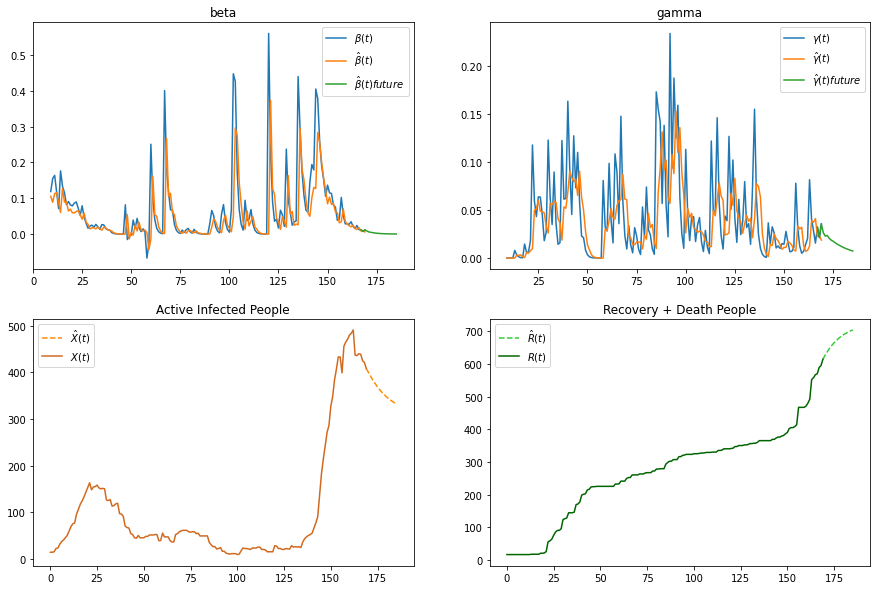 beta
β(t)
β̂(t)
β̂(t)future
0.5
0.4
0.3
0.2
0.1
0.0
0 25 50 75 100 125 150 175
gamma
γ(t)
γ̂(t)
γ̂(t)future
0.20
0.15
0.10
0.05
0.00
25 50 75 100 125 150 175
Active Infected People
X̂(t)
X(t)
500
400
300
200
100
0
0 25 50 75 100 125 150 175
Recovery + Death People
R̂(t)
R(t)
700
600
500
400
300
200
100
0
0 25 50 75 100 125 150 175